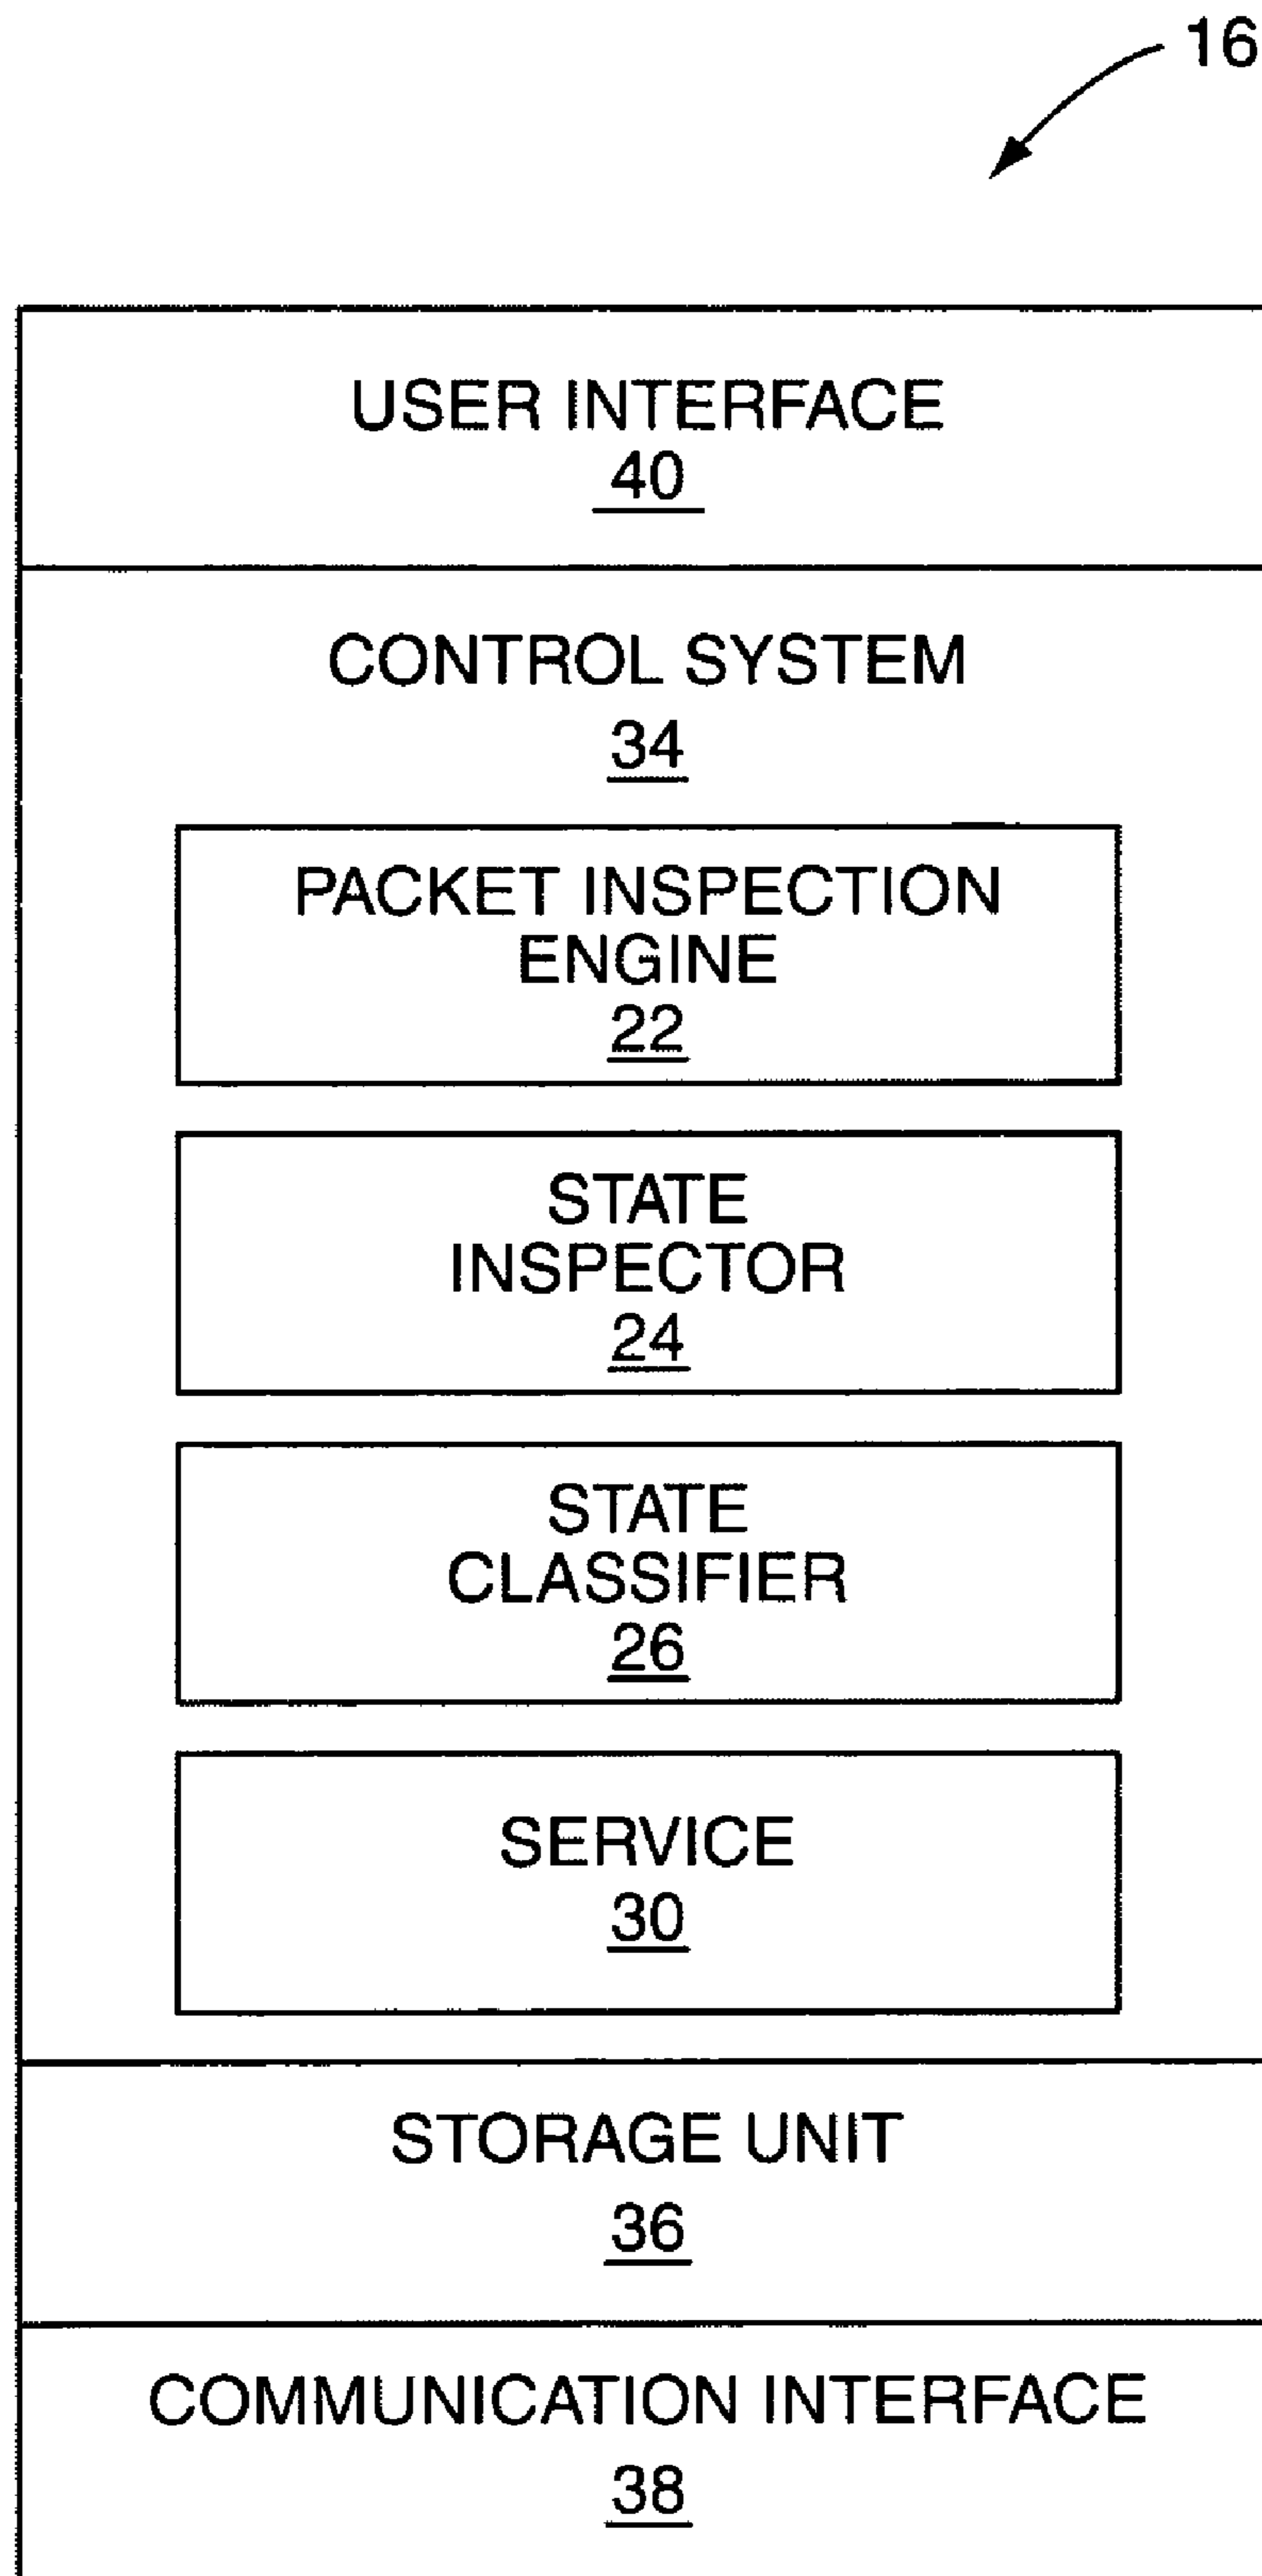 16
USER INTERFACE
40
CONTROL SYSTEM
34
PACKET INSPECTION
ENGINE
22
STATE
INSPECTOR
24
STATE
CLASSIFIER
26
SERVICE
30
STORAGE UNIT
36
COMMUNICATION INTERFACE
38